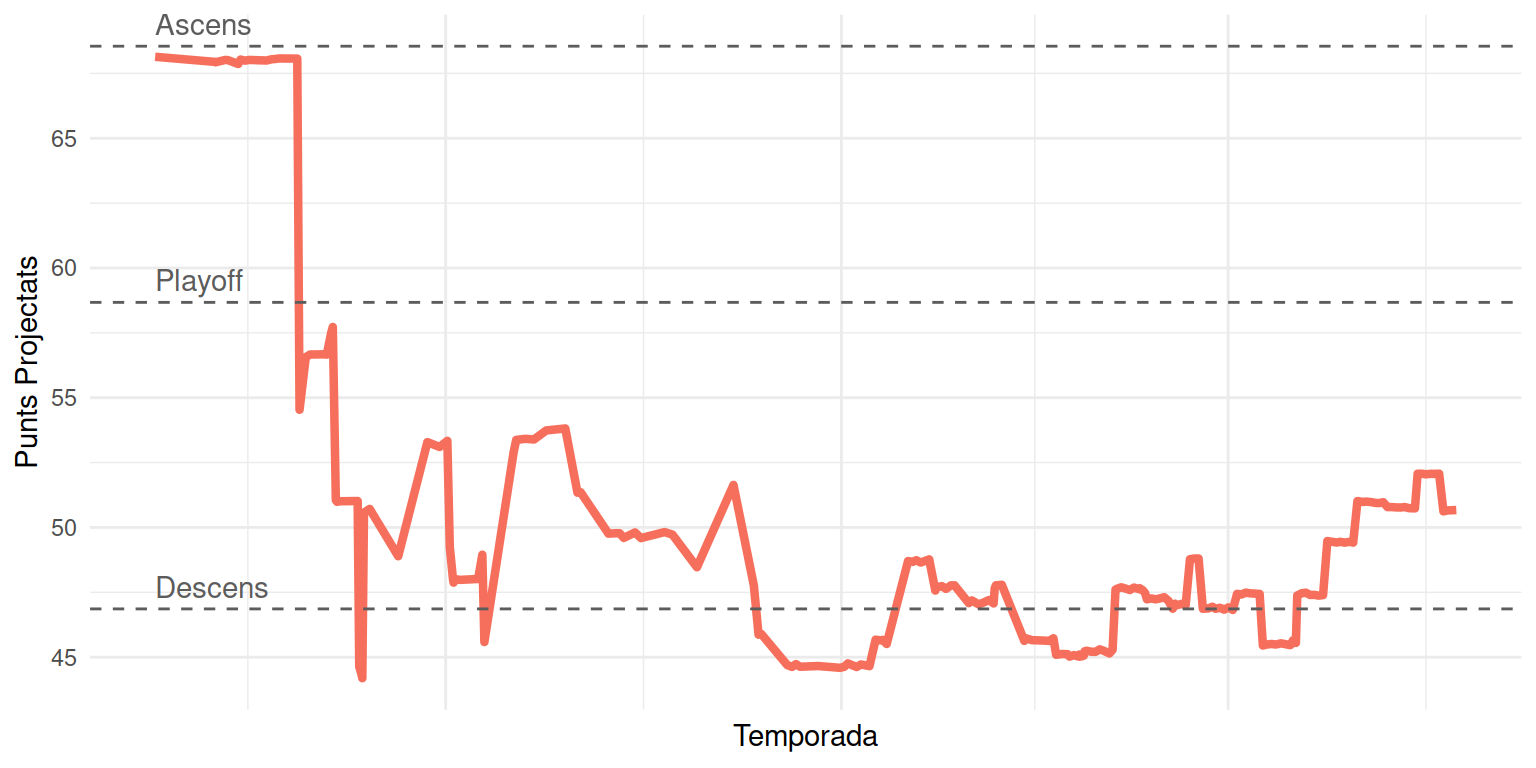 Ascens
65
60
Playoff
55
50
Descens
45
Punts Projectats
Temporada